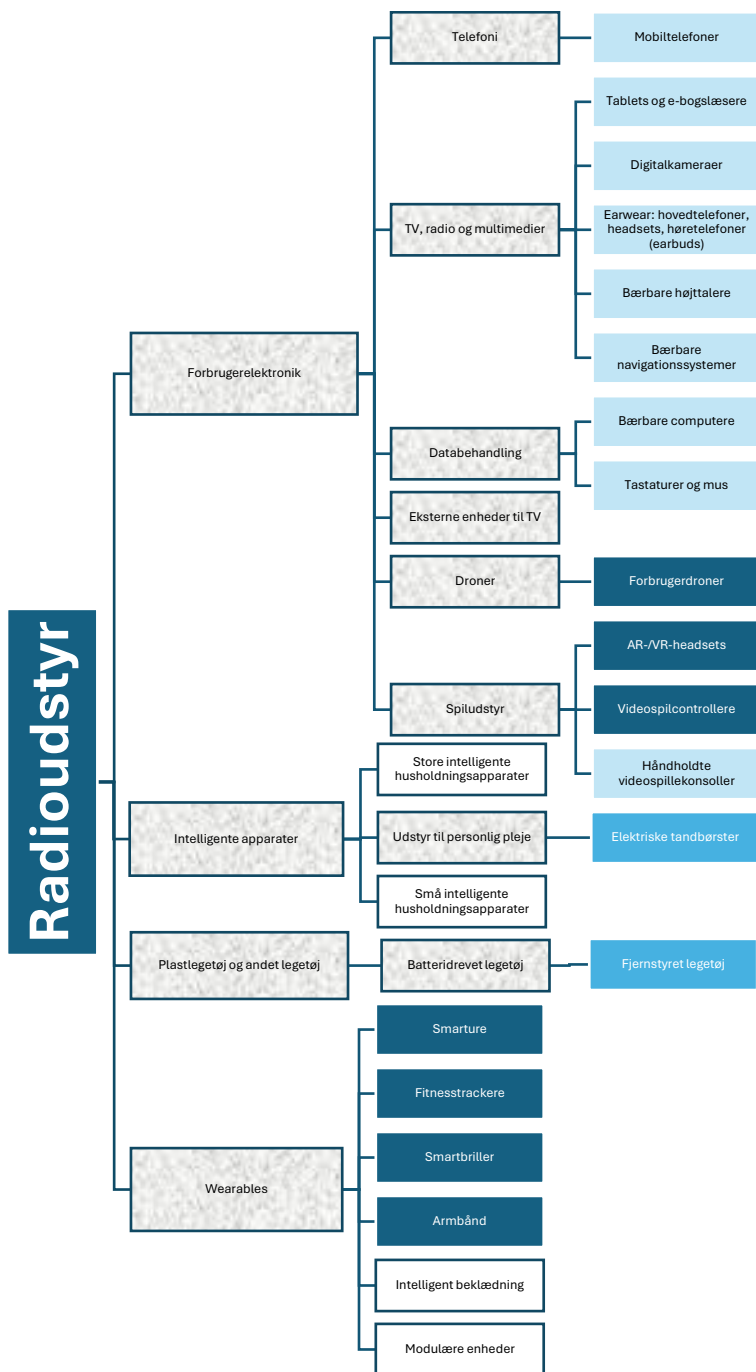 Radioudstyr
Forbrugerelektronik
Telefoni
Mobiltelefoner
TV, radio og multimedier
Tablets og e-bogslæsere
Digitalkameraer
Earwear: hovedtelefoner,
headsets, høretelefoner
(earbuds)
Bærbare højttalere
Bærbare
navigationssystemer
Databehandling
Bærbare computere
Tastaturer og mus
Eksterne enheder til TV
Droner
Forbrugerdroner
Spiludstyr
AR-/VR-headsets
Videospilcontrollere
Håndholdte
videospillekonsoller
Intelligente apparater
Store intelligente
husholdningsapparater
Udstyr til personlig pleje
Elektriske tandbørster
Små intelligente
husholdningsapparater
Plastlegetøj og andet legetøj
Batteridrevet legetøj
Fjernstyret legetøj
Wearables
Smarture
Fitnesstrackere
Smartbriller
Armbånd
Intelligent beklædning
Modulære enheder